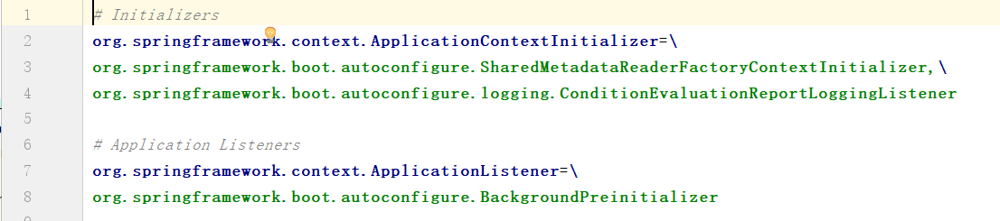 1 # Initializers
2 org.springframework.context.ApplicationContextInitializer=\
3 org.springframework.boot.autoconfigure.SharedMetadataReaderFactoryContextInitializer,\
4 org.springframework.boot.autoconfigure.logging.ConditionEvaluationReportLoggingListener
5
6 # Application Listeners
7 org.springframework.context.ApplicationListener=\
8 org.springframework.boot.autoconfigure.BackgroundPreinitializer